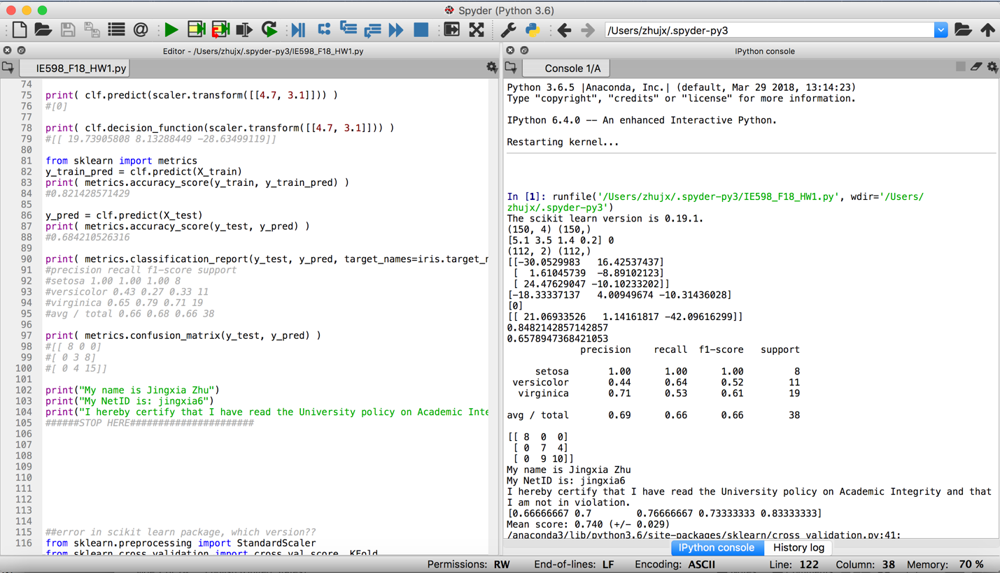 Spyder (Python 3.6)
/Users/zhujx/.spyder-py3
Editor - /Users/zhujx/.spyder-py3/IE598_F18_HW1.py
IE598_F18_HW1.py
74
75 print( clf.predict(scaler.transform([[4.7, 3.1]])) )
76 #[0]
77
78 print( clf.decision_function(scaler.transform([[4.7, 3.1]])) )
79 #[[ 19.73905808 8.13288449 -28.63499119]]
80
81 from sklearn import metrics
82 y_train_pred = clf.predict(X_train)
83 print( metrics.accuracy_score(y_train, y_train_pred) )
84 #0.821428571429
85
86 y_pred = clf.predict(X_test)
87 print( metrics.accuracy_score(y_test, y_pred) )
88 #0.684210526316
89
90 print( metrics.classification_report(y_test, y_pred, target_names=iris.target_n
91 #precision recall f1-score support
92 #setosa 1.00 1.00 1.00 8
93 #versicolor 0.43 0.27 0.33 11
94 #virginica 0.65 0.79 0.71 19
95 #avg / total 0.66 0.68 0.66 38
96
97 print( metrics.confusion_matrix(y_test, y_pred) )
98 #[[ 8 0 0]
99 #[ 0 3 8]
100 #[ 0 4 15]]
101
102 print("My name is Jingxia Zhu")
103 print("My NetID is: jingxia6")
104 print("I hereby certify that I have read the University policy on Academic Inte
105 ######STOP HERE######################
106
107
108
109
110
111
112
113
114
115 ##error in scikit learn package, which version??
116 from sklearn.preprocessing import StandardScaler
from sklearn.cross_validation import cross_val_score, KFold
IPython console
Console 1/A
Python 3.6.5 |Anaconda, Inc.| (default, Mar 29 2018, 13:14:23)
Type "copyright", "credits" or "license" for more information.
IPython 6.4.0 -- An enhanced Interactive Python.
Restarting kernel...
In [1]: runfile('/Users/zhujx/.spyder-py3/IE598_F18_HW1.py', wdir='/Users/
zhujx/.spyder-py3')
The scikit learn version is 0.19.1.
(150, 4) (150,)
[5.1 3.5 1.4 0.2] 0
(112, 2) (112,)
[[-30.0529983 16.42537437]
[ 1.61045739 -8.89102123]
[ 24.47629047 -10.10233202]]
[-18.33337137 4.00949674 -10.31436028]
[0]
[[ 21.06933526 1.14161817 -42.09616299]]
0.8482142857142857
0.6578947368421053
precision recall f1-score support
setosa 1.00 1.00 1.00 8
versicolor 0.44 0.64 0.52 11
virginica 0.71 0.53 0.61 19
avg / total 0.69 0.66 0.66 38
[[ 8 0 0]
[ 0 7 4]
[ 0 9 10]]
My name is Jingxia Zhu
My NetID is: jingxia6
I hereby certify that I have read the University policy on Academic Integrity and that
I am not in violation.
[0.66666667 0.7 0.76666667 0.73333333 0.83333333]
Mean score: 0.740 (+/- 0.029)
/anaconda3/lib/python3.6/site-packages/sklearn/cross_validation.py:41:
IPython console
History log
Permissions: RW End-of-lines: LF Encoding: ASCII Line: 122 Column: 38 Memory: 70 %